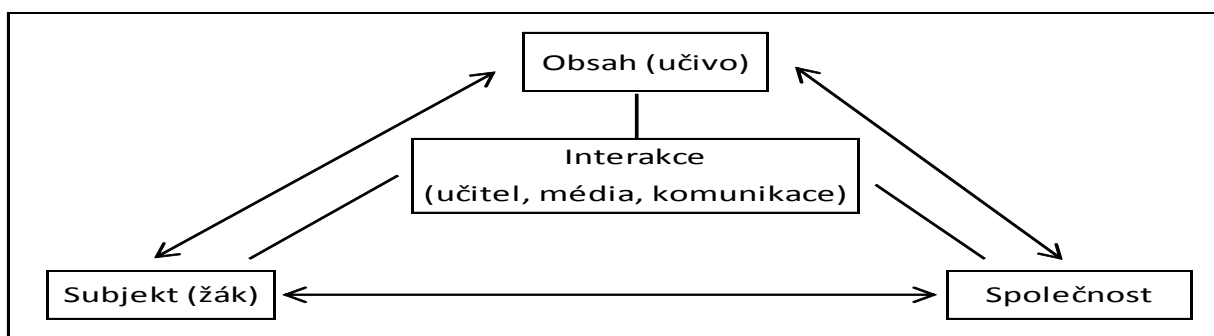 Obsah (učivo)
Interakce
(učitel, média, komunikace)
Subjekt (žák)
Společnost